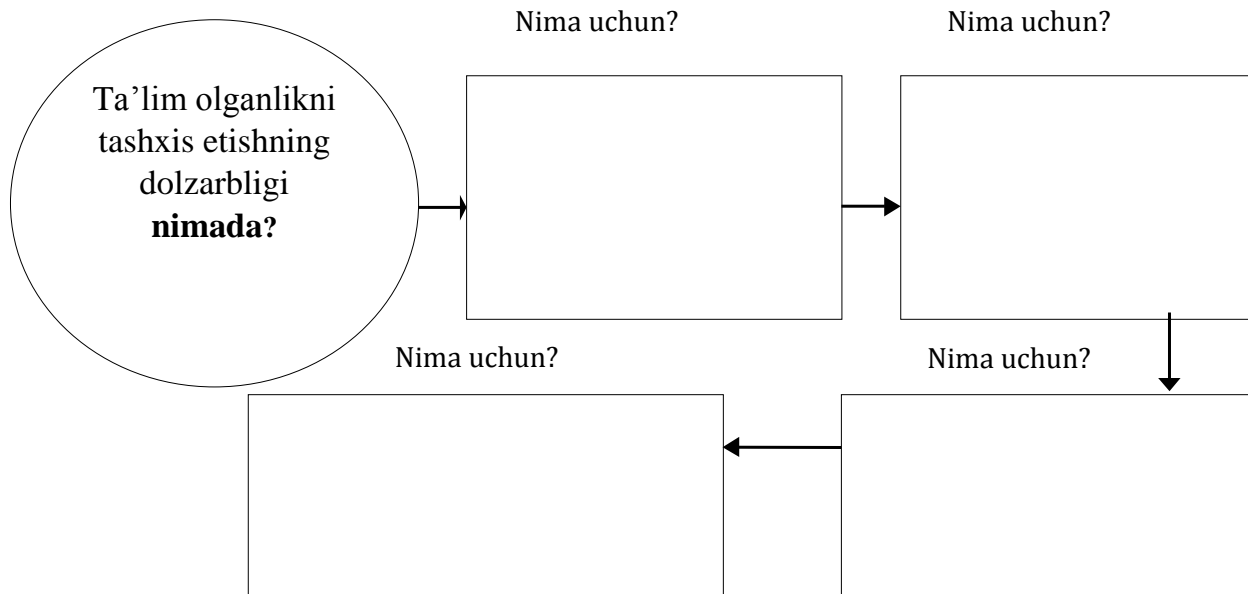 Nima uchun?
Nima uchun?
Ta’lim olganlikni
tashxis etishning
dolzarbligi
nimada?
Nima uchun?
Nima uchun?